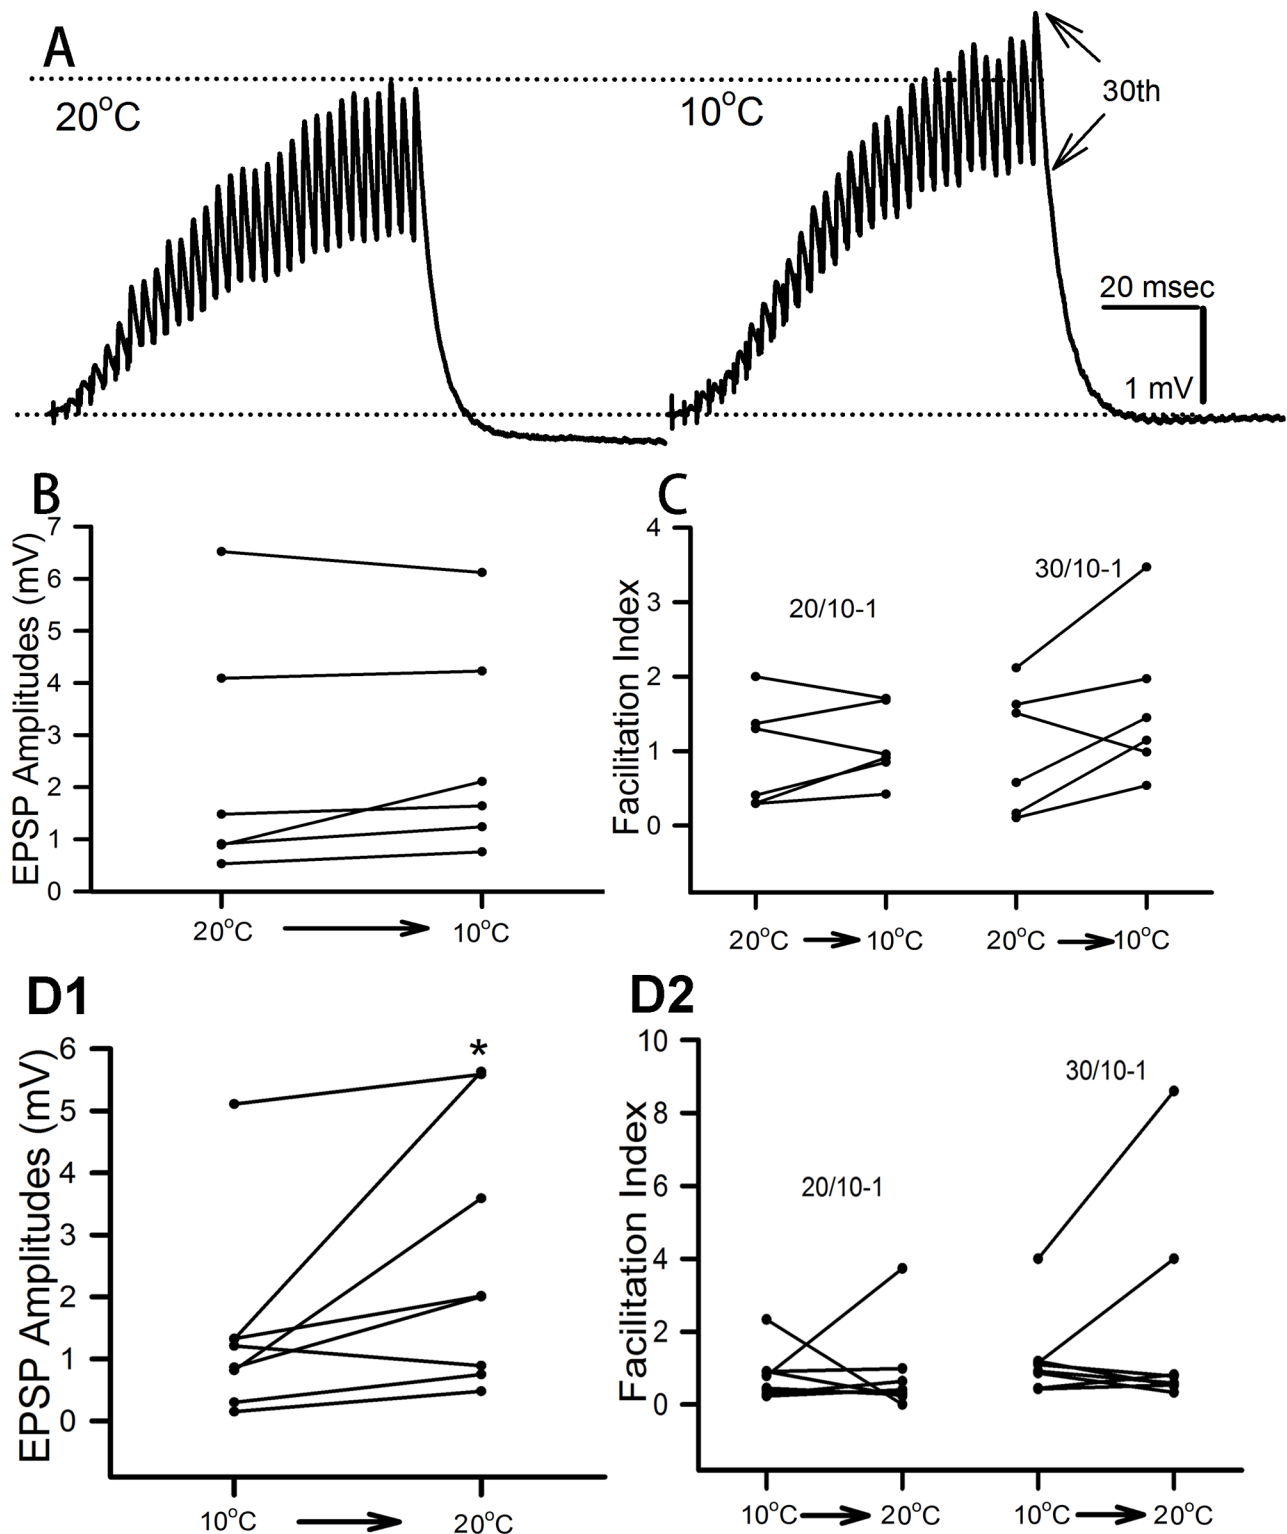 A
20°C
10°C
30th
20 msec
1 mV
B
EPSP Amplitudes (mV)
7
6
5
4
3
2
1
0
20°C
10°C
C
Facilitation Index
4
3
2
1
0
20/10-1
30/10-1
20°C
10°C
20°C
10°C
D1
EPSP Amplitudes (mV)
6
5
4
3
2
1
0
*
10°C
20°C
D2
Facilitation Index
10
8
6
4
2
0
20/10-1
30/10-1
10°C
20°C
10°C
20°C